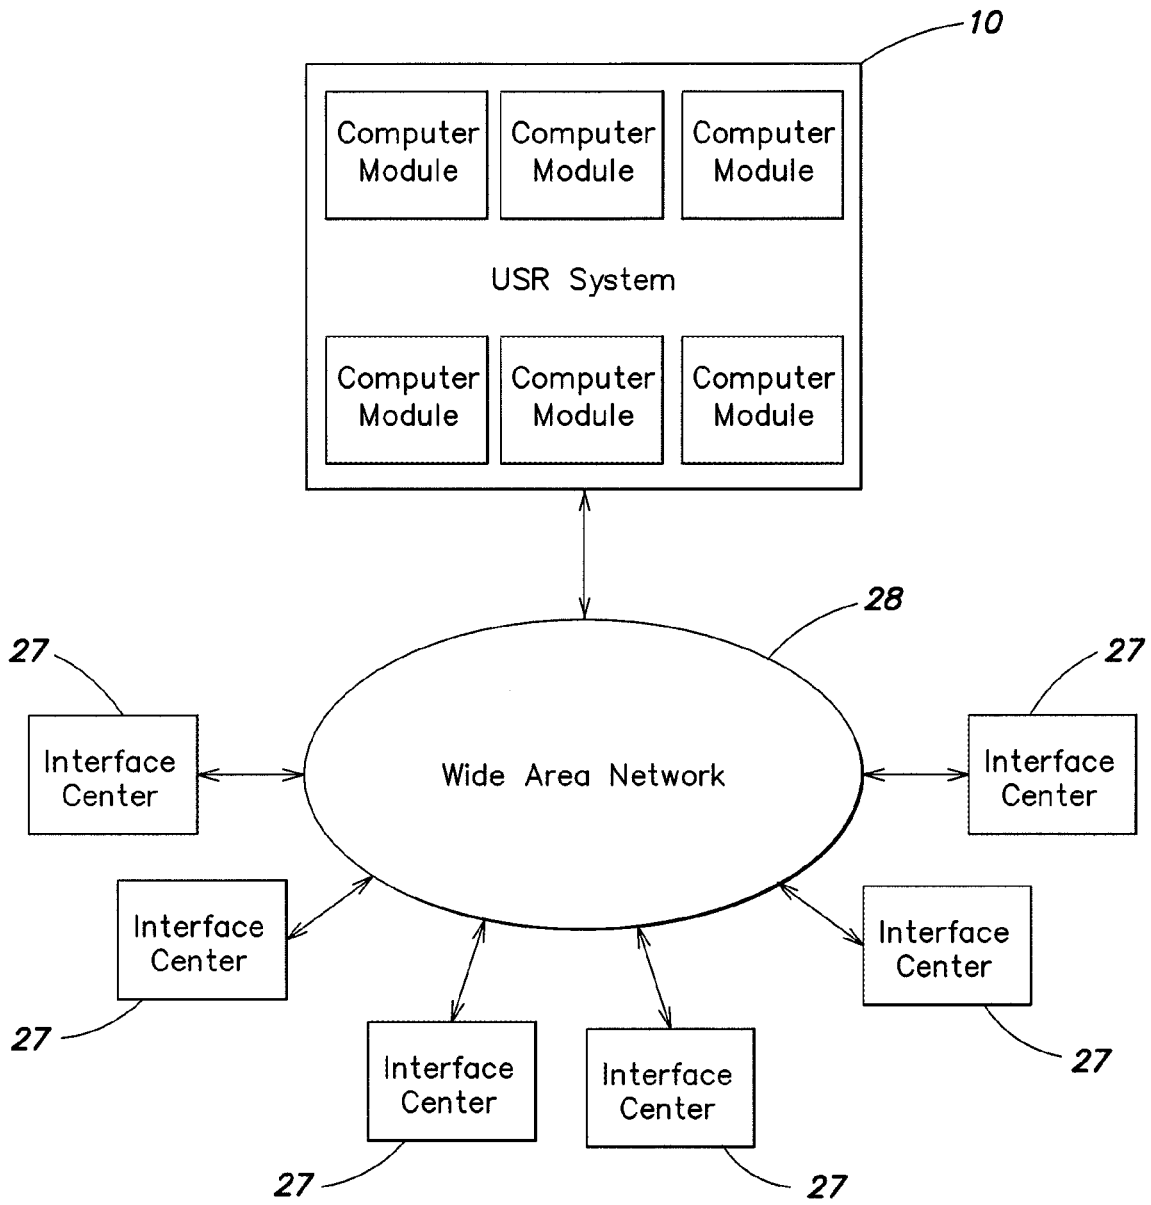 10
Computer Computer Computer
Module Module Module
USR System
Computer Computer Computer
Module Module Module
28
27
27
Interface
Center
Wide Area Network
Interface
Center
Interface
Center
27
Interface
Center
27
Interface
Center
27
Interface
Center
27